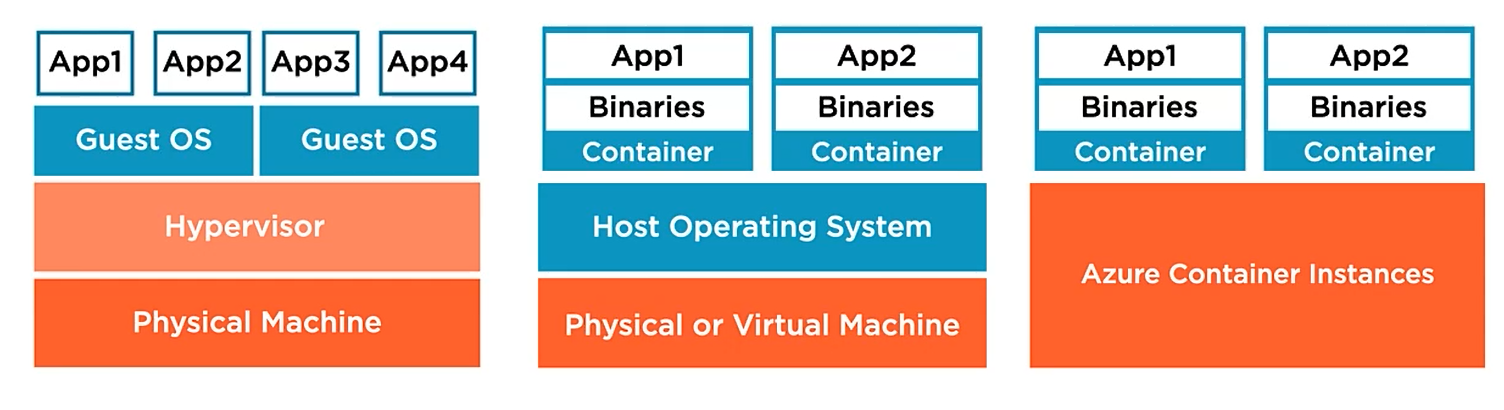 App1
App2
App3
App4
Guest OS
Guest OS
Hypervisor
Physical Machine
App1
Binaries
Container
App2
Binaries
Container
Host Operating System
Physical or Virtual Machine
App1
Binaries
Container
App2
Binaries
Container
Azure Container Instances